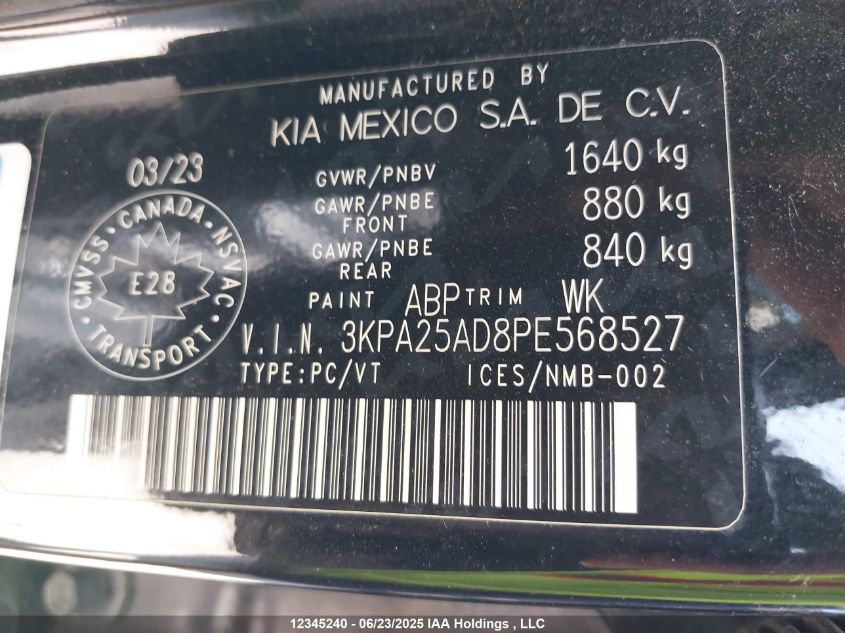 MANUFACTURED BY
KIA MEXICO S.A. DE C.V.
03/23
GVWR/PNBV 1640 kg
GAWR/PNBE FRONT 880 kg
GAWR/PNBE REAR 840 kg
CANADA
CMVSS NSVAC
E28
TRANSPORT
PAINT ABP TRIM WK
V.I.N. 3KPA25AD8PE568527
TYPE:PC/VT ICES/NMB-002
12345240 - 06/23/2025 IAA Holdings , LLC